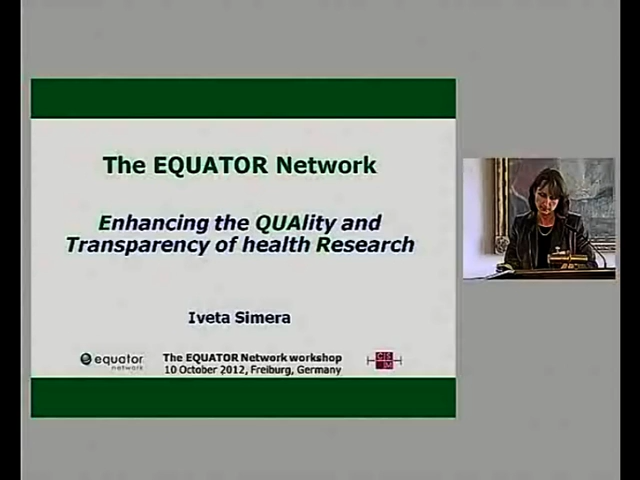 The EQUATOR Network
Enhancing the QUAlity and
Transparency of health Research
Iveta Simera
equator
network
The EQUATOR Network workshop
10 October 2012, Freiburg, Germany
CSM